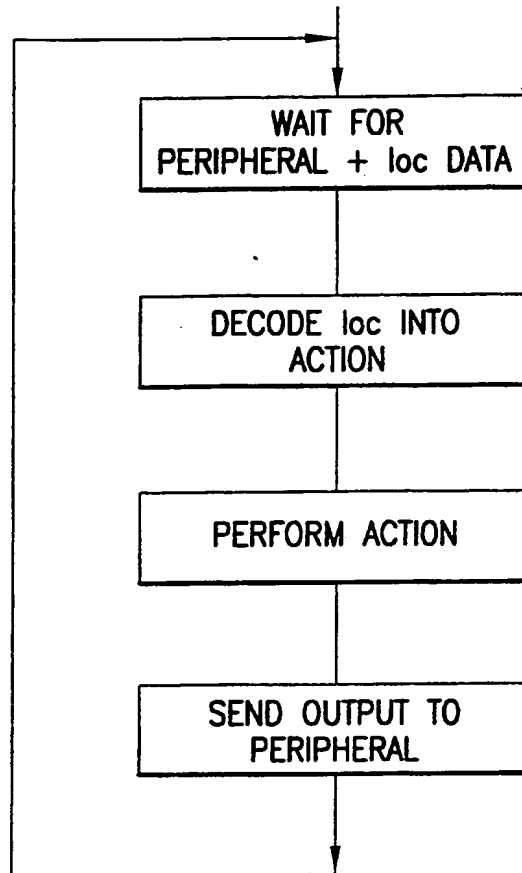 WAIT FOR
PERIPHERAL + loc DATA
DECODE loc INTO
ACTION
PERFORM ACTION
SEND OUTPUT TO
PERIPHERAL